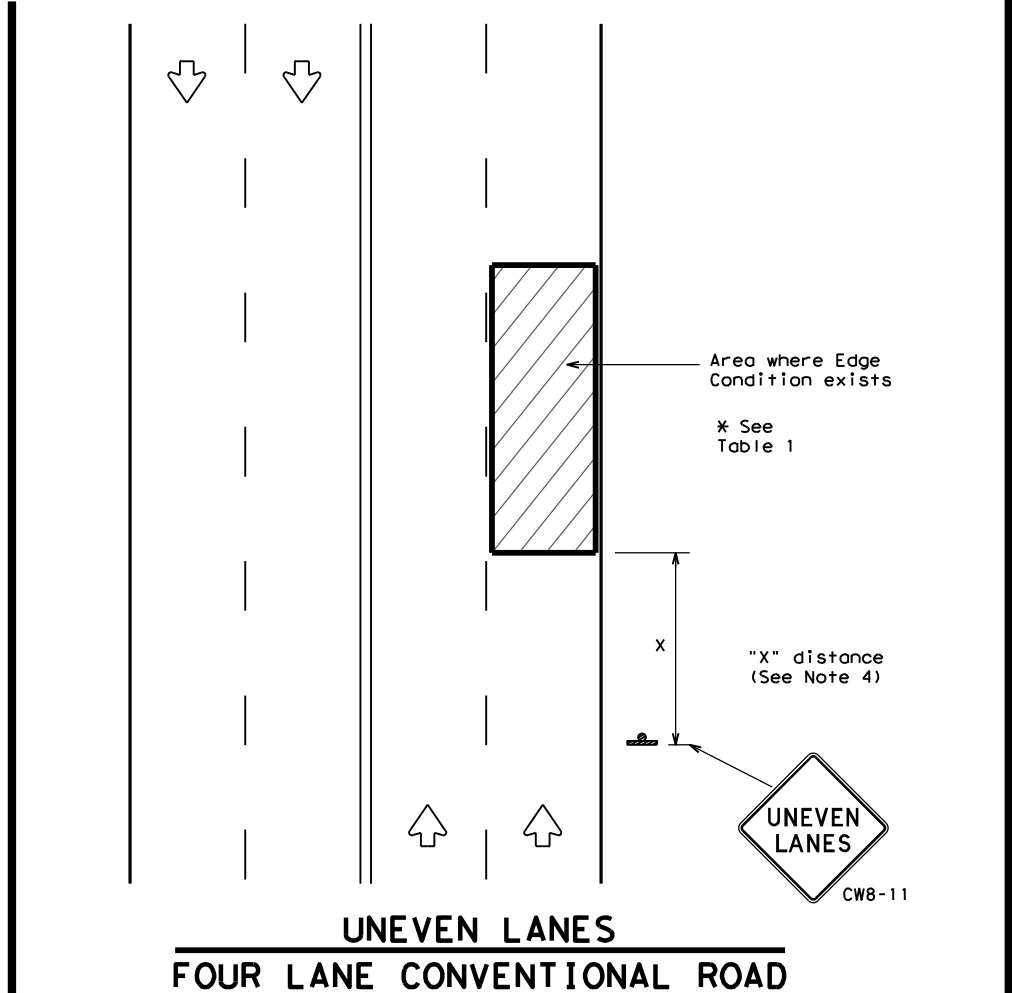 Area where Edge
Condition exists
* See
Table 1
X
"X" distance
(See Note 4)
UNEVEN
LANES
CW8-11
UNEVEN LANES
FOUR LANE CONVENTIONAL ROAD